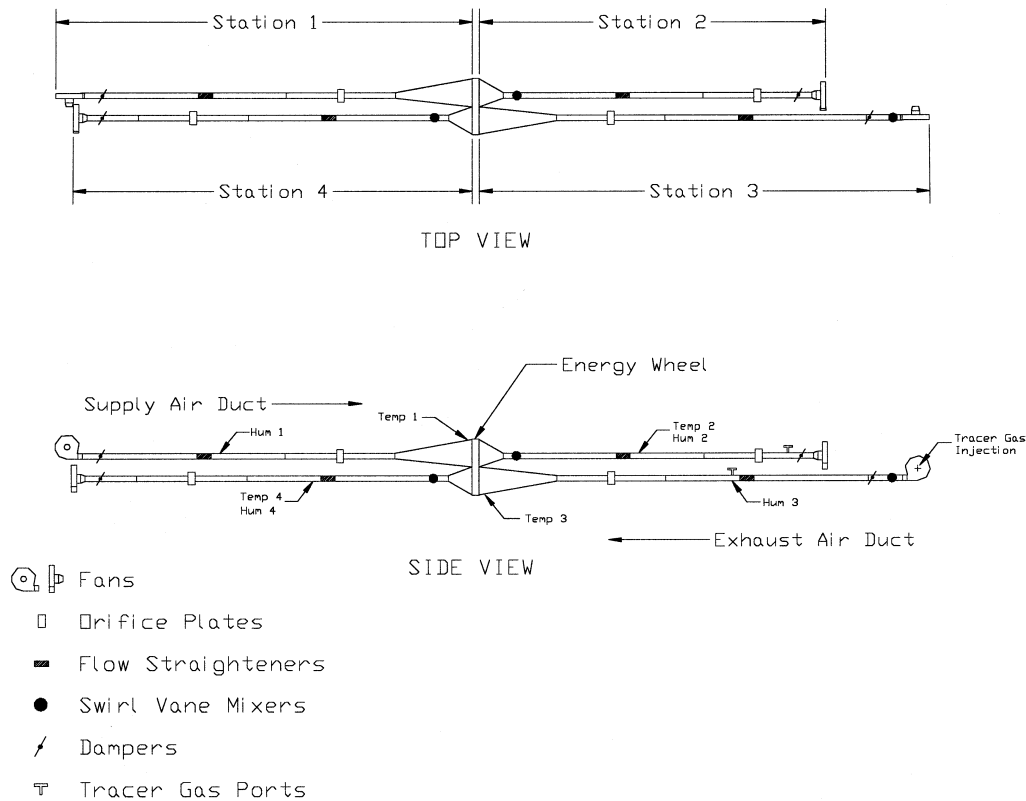 Station 1
Station 2
Station 4
Station 3
TOP VIEW
Energy Wheel
Supply Air Duct
Temp 1
Hum 1
Temp 2
Hum 2
Tracer Gas
Injection
Temp 4
Hum 4
Hum 3
Temp 3
Exhaust Air Duct
SIDE VIEW
Fans
Orifice Plates
Flow Straighteners
Swirl Vane Mixers
Dampers
Tracer Gas Ports